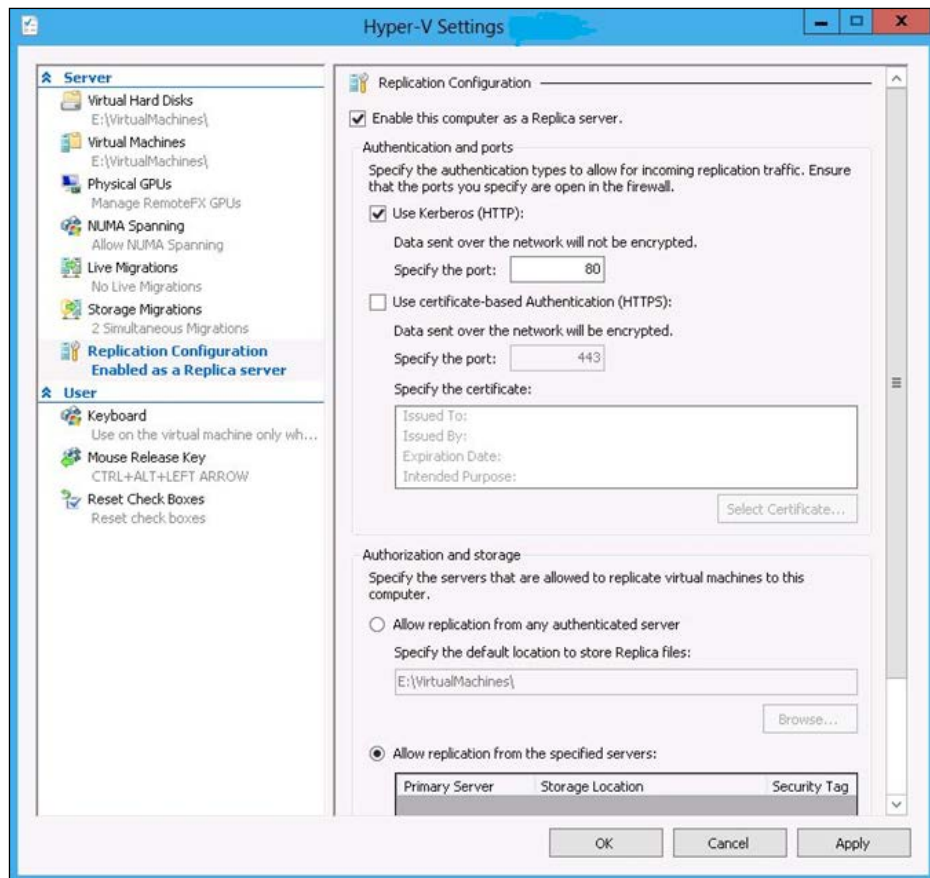 Hyper-V Settings
Server
Virtual Hard Disks
E:\VirtualMachines\
Virtual Machines
E:\VirtualMachines\
Physical GPUs
Manage RemoteFX GPUs
NUMA Spanning
Allow NUMA Spanning
Live Migrations
No Live Migrations
Storage Migrations
2 Simultaneous Migrations
Replication Configuration
Enabled as a Replica server
User
Keyboard
Use on the virtual machine only wh...
Mouse Release Key
CTRL+ALT+LEFT ARROW
Reset Check Boxes
Reset check boxes
Replication Configuration
Enable this computer as a Replica server.
Authentication and ports
Specify the authentication types to allow for incoming replication traffic. Ensure
that the ports you specify are open in the firewall.
Use Kerberos (HTTP):
Data sent over the network will not be encrypted.
Specify the port: 80
Use certificate-based Authentication (HTTPS):
Data sent over the network will be encrypted.
Specify the port: 443
Specify the certificate:
Issued To:
Issued By:
Expiration Date:
Intended Purpose:
Select Certificate...
Authorization and storage
Specify the servers that are allowed to replicate virtual machines to this
computer.
Allow replication from any authenticated server
Specify the default location to store Replica files:
E:\VirtualMachines\
Browse...
Allow replication from the specified servers:
Primary Server Storage Location Security Tag
OK Cancel Apply